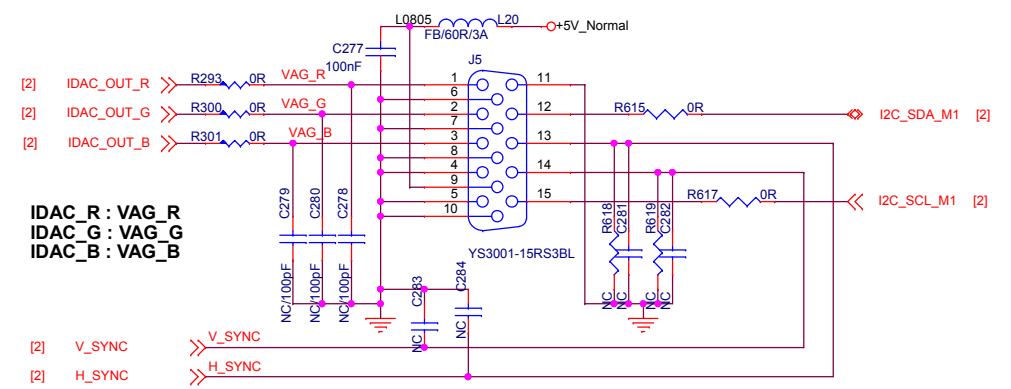 L0805 L20
+5V_Normal
FB/60R/3A
C277
100nF
J5
[2] IDAC_OUT_R R293 0R VAG_R 1 11
6
[2] IDAC_OUT_G R300 0R VAG_G 2 12 R615 0R I2C_SDA_M1 [2]
7
[2] IDAC_OUT_B R301 0R VAG_B 3 13
8
4 14
9
5 15 R617 0R I2C_SCL_M1 [2]
10
C279 C280 C278
NC/100pF NC/100pF NC/100pF
R618 C281 R619 C282
NC NC NC NC
YS3001-15RS3BL
IDAC_R : VAG_R
IDAC_G : VAG_G
IDAC_B : VAG_B
C283 C284
NC NC
[2] V_SYNC V_SYNC
[2] H_SYNC H_SYNC